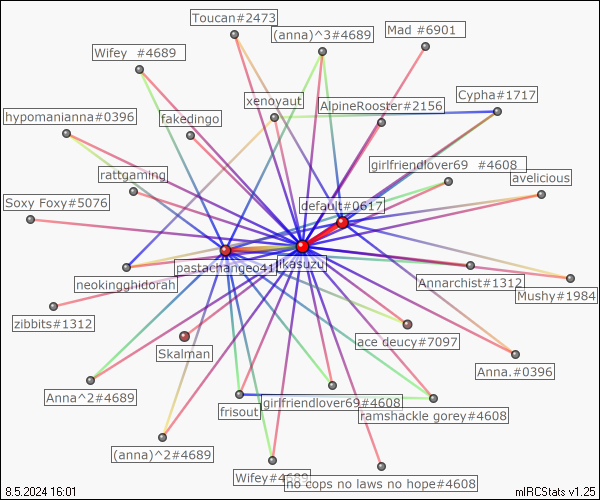 Toucan#2473
Mad #6901
(anna)^3#4689
Wifey #4689
xenoyaut
AlpineRooster#2156
Cypha#1717
hypomanianna#0396
fakedingo
girlfriendlover69 #4608
rattgaming
avelicious
Soxy Foxy#5076
default#0617
pastachangeo41
ikasuzu
neokingghidorah
Annarchist#1312
Mushy#1984
zibbits#1312
ace deucy#7097
Skalman
Anna.#0396
Anna^2#4689
girlfriendlover69#4608
frisout
ramshackle gorey#4608
(anna)^2#4689
Wifey#4689
no cops no laws no hope#4608
8.5.2024 16:01
mIRCStats v1.25